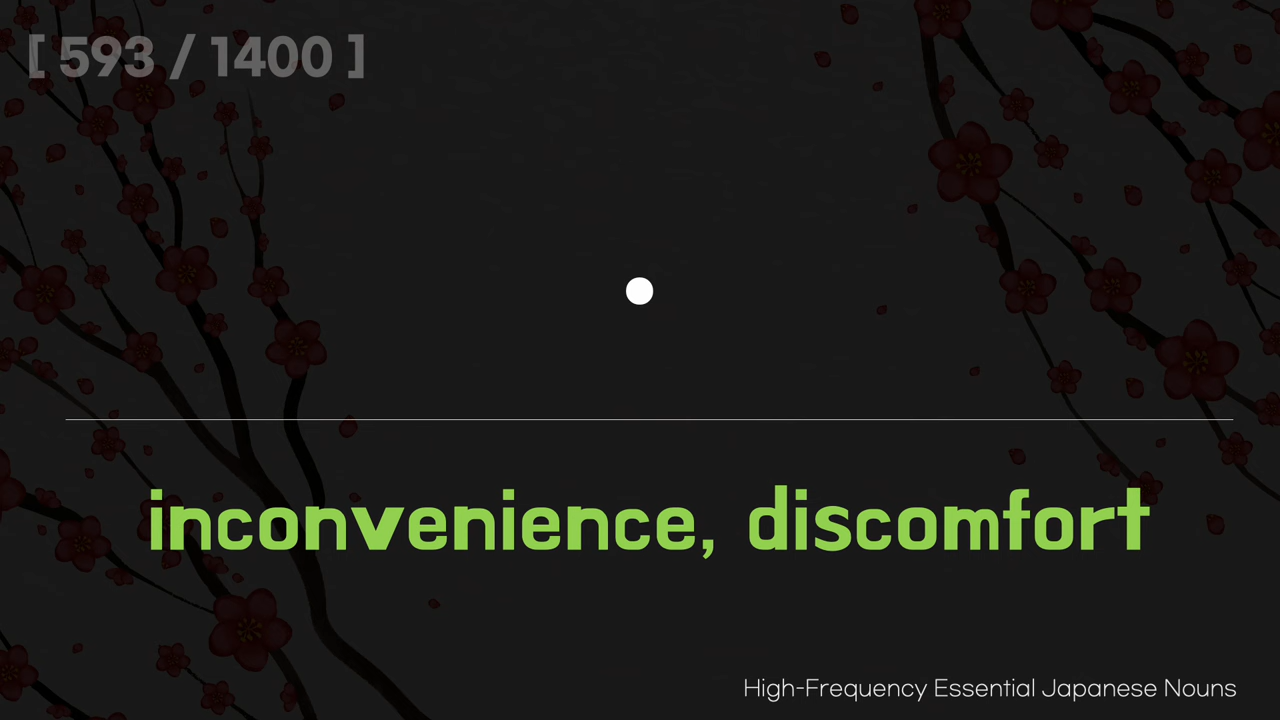 [ 593 / 1400 ]
inconvenience, discomfort
High-Frequency Essential Japanese Nouns